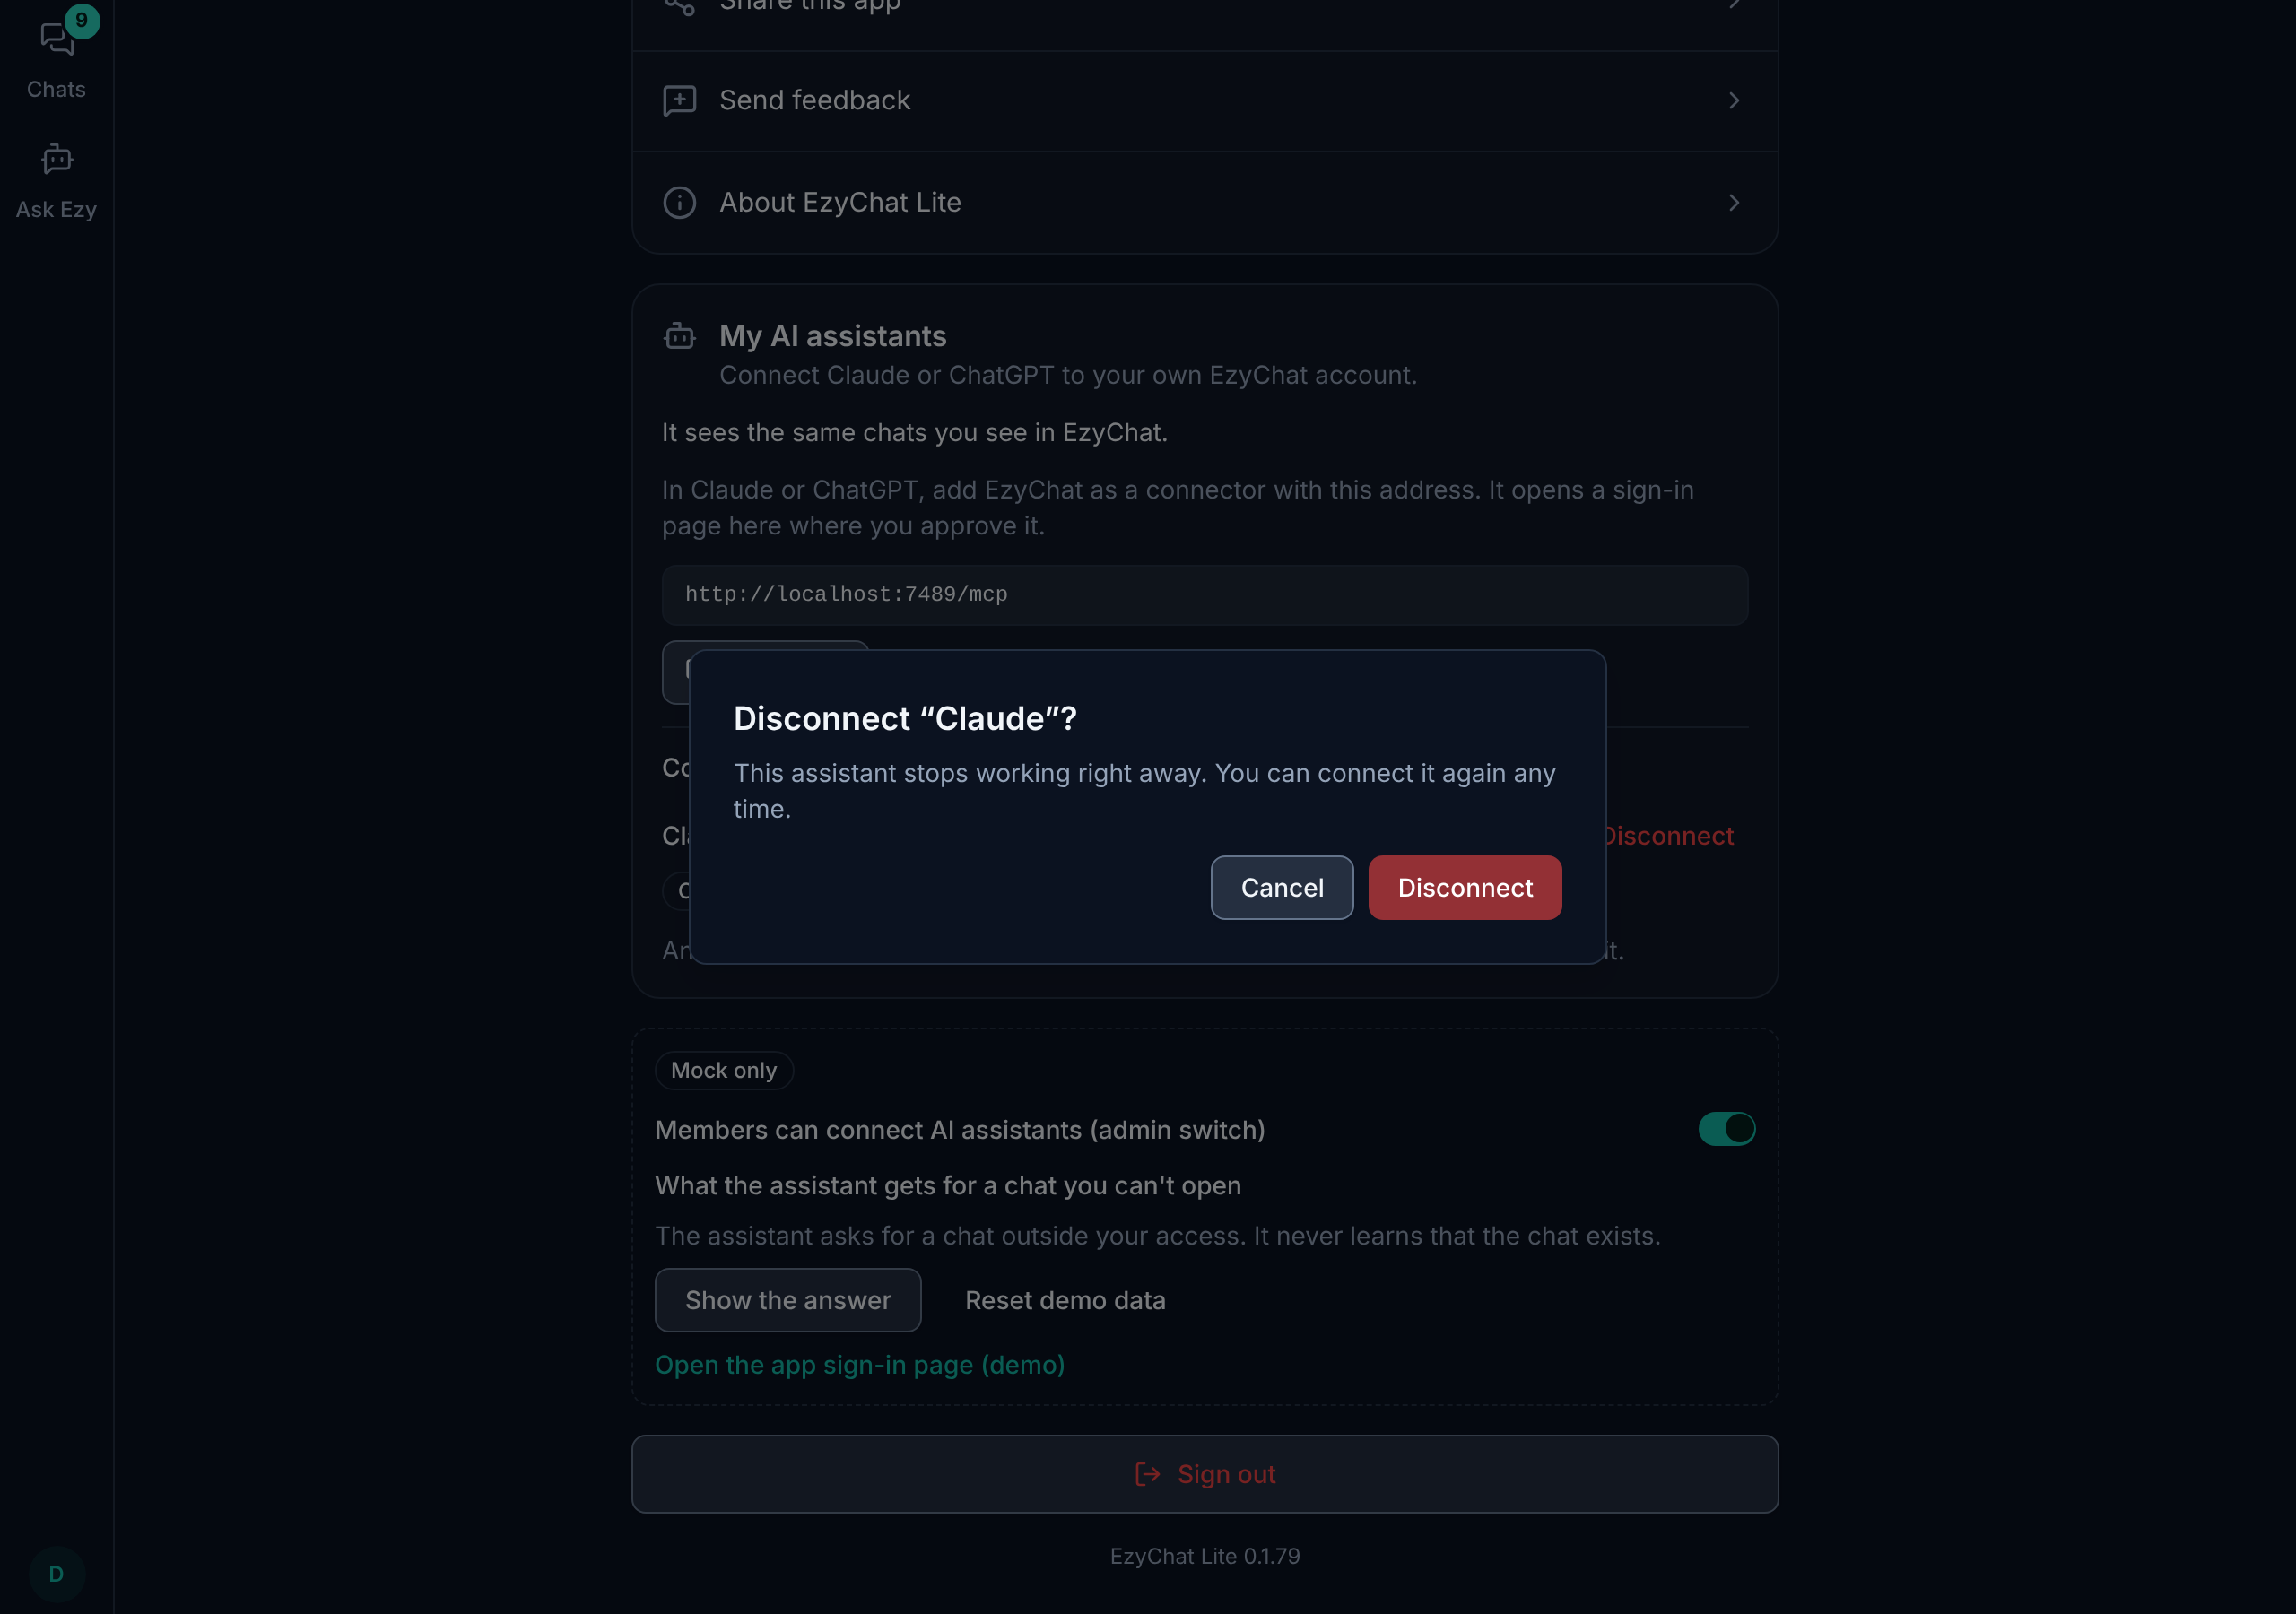 9
Chats
Ask Ezy
Share this app
Send feedback
About EzyChat Lite
My AI assistants
Connect Claude or ChatGPT to your own EzyChat account.
It sees the same chats you see in EzyChat.
In Claude or ChatGPT, add EzyChat as a connector with this address. It opens a sign-in
page here where you approve it.
http://localhost:7489/mcp
Disconnect “Claude”?
This assistant stops working right away. You can connect it again any
time.
Cancel
Disconnect
Disconnect
it.
Mock only
Members can connect AI assistants (admin switch)
What the assistant gets for a chat you can't open
The assistant asks for a chat outside your access. It never learns that the chat exists.
Show the answer
Reset demo data
Open the app sign-in page (demo)
Sign out
EzyChat Lite 0.1.79
D